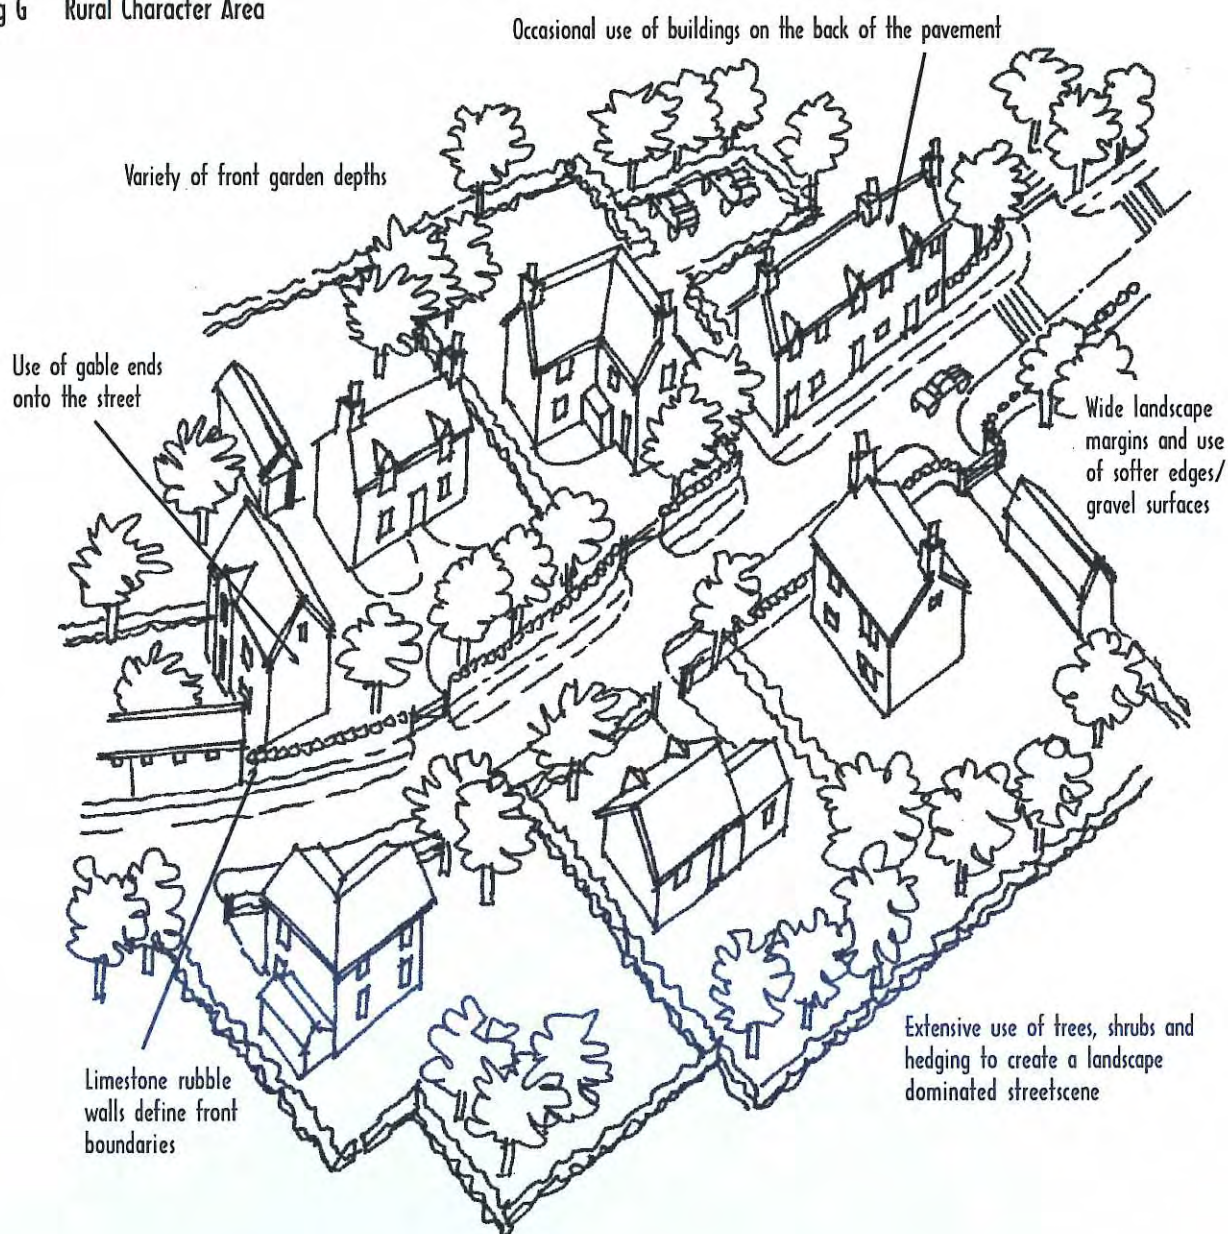 g G Rural Character Area
Occasional use of buildings on the back of the pavement
Variety of front garden depths
Use of gable ends
onto the street
Wide landscape
margins and use
of softer edges/
gravel surfaces
Extensive use of trees, shrubs and
hedging to create a landscape
dominated streetscene
Limestone rubble
walls define front
boundaries